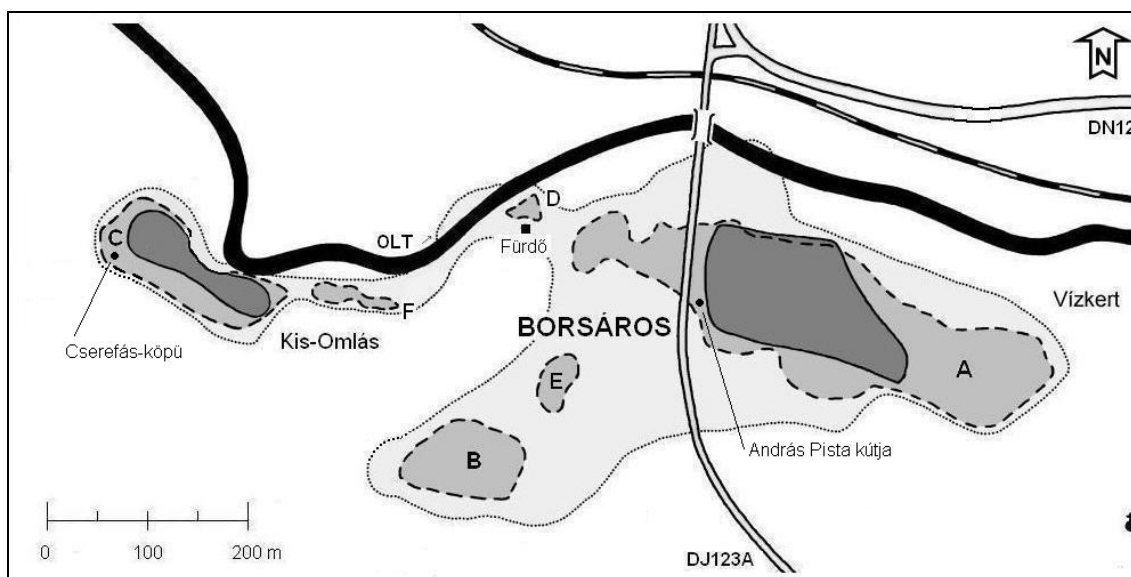 N
DN12
C
D
OLT
Fürdő
Vízkert
F
BORSÁROS
Kis-Omlás
Cserefás-köpü
A
E
András Pista kútja
B
0
100
200 m
DJ123A